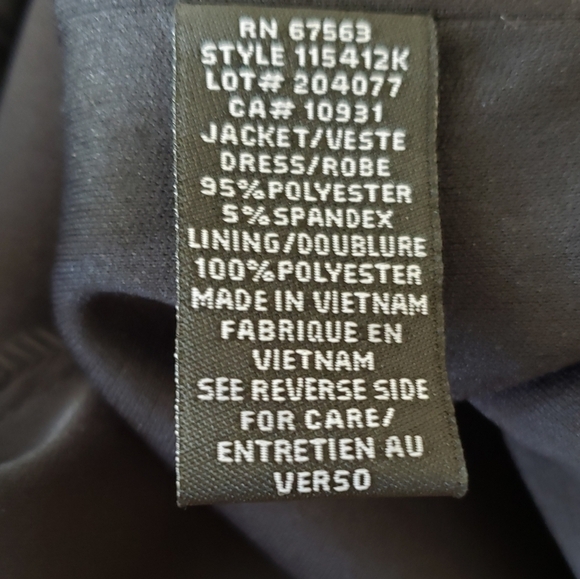 RN 67563
STYLE 115412K
LOT# 204077
CA# 10931
JACKET/VESTE
DRESS/ROBE
95%POLYESTER
5%SPANDEX
LINING/DOUBLURE
100%POLYESTER
MADE IN VIETNAM
FABRIQUE EN
VIETNAM
SEE REVERSE SIDE
FOR CARE/
ENTRETIEN AU
VERSO